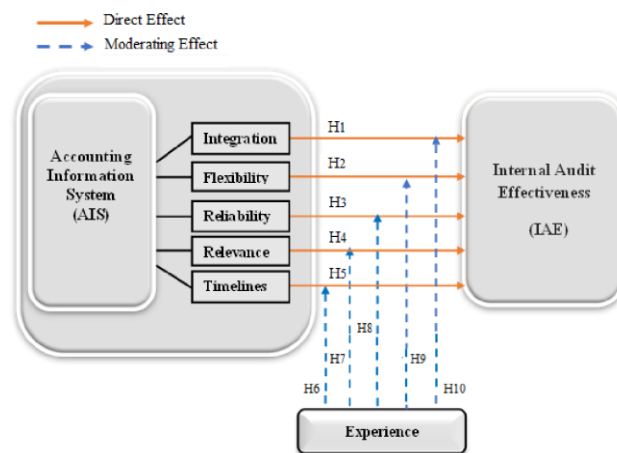 Direct Effect
Moderating Effect
Accounting
Information
System
(AIS)
Integration
Flexibility
Reliability
Relevance
Timelines
H1
H2
H3
H4
H5
Internal Audit
Effectiveness
(IAE)
H8
H7
H9
H6
H10
Experience